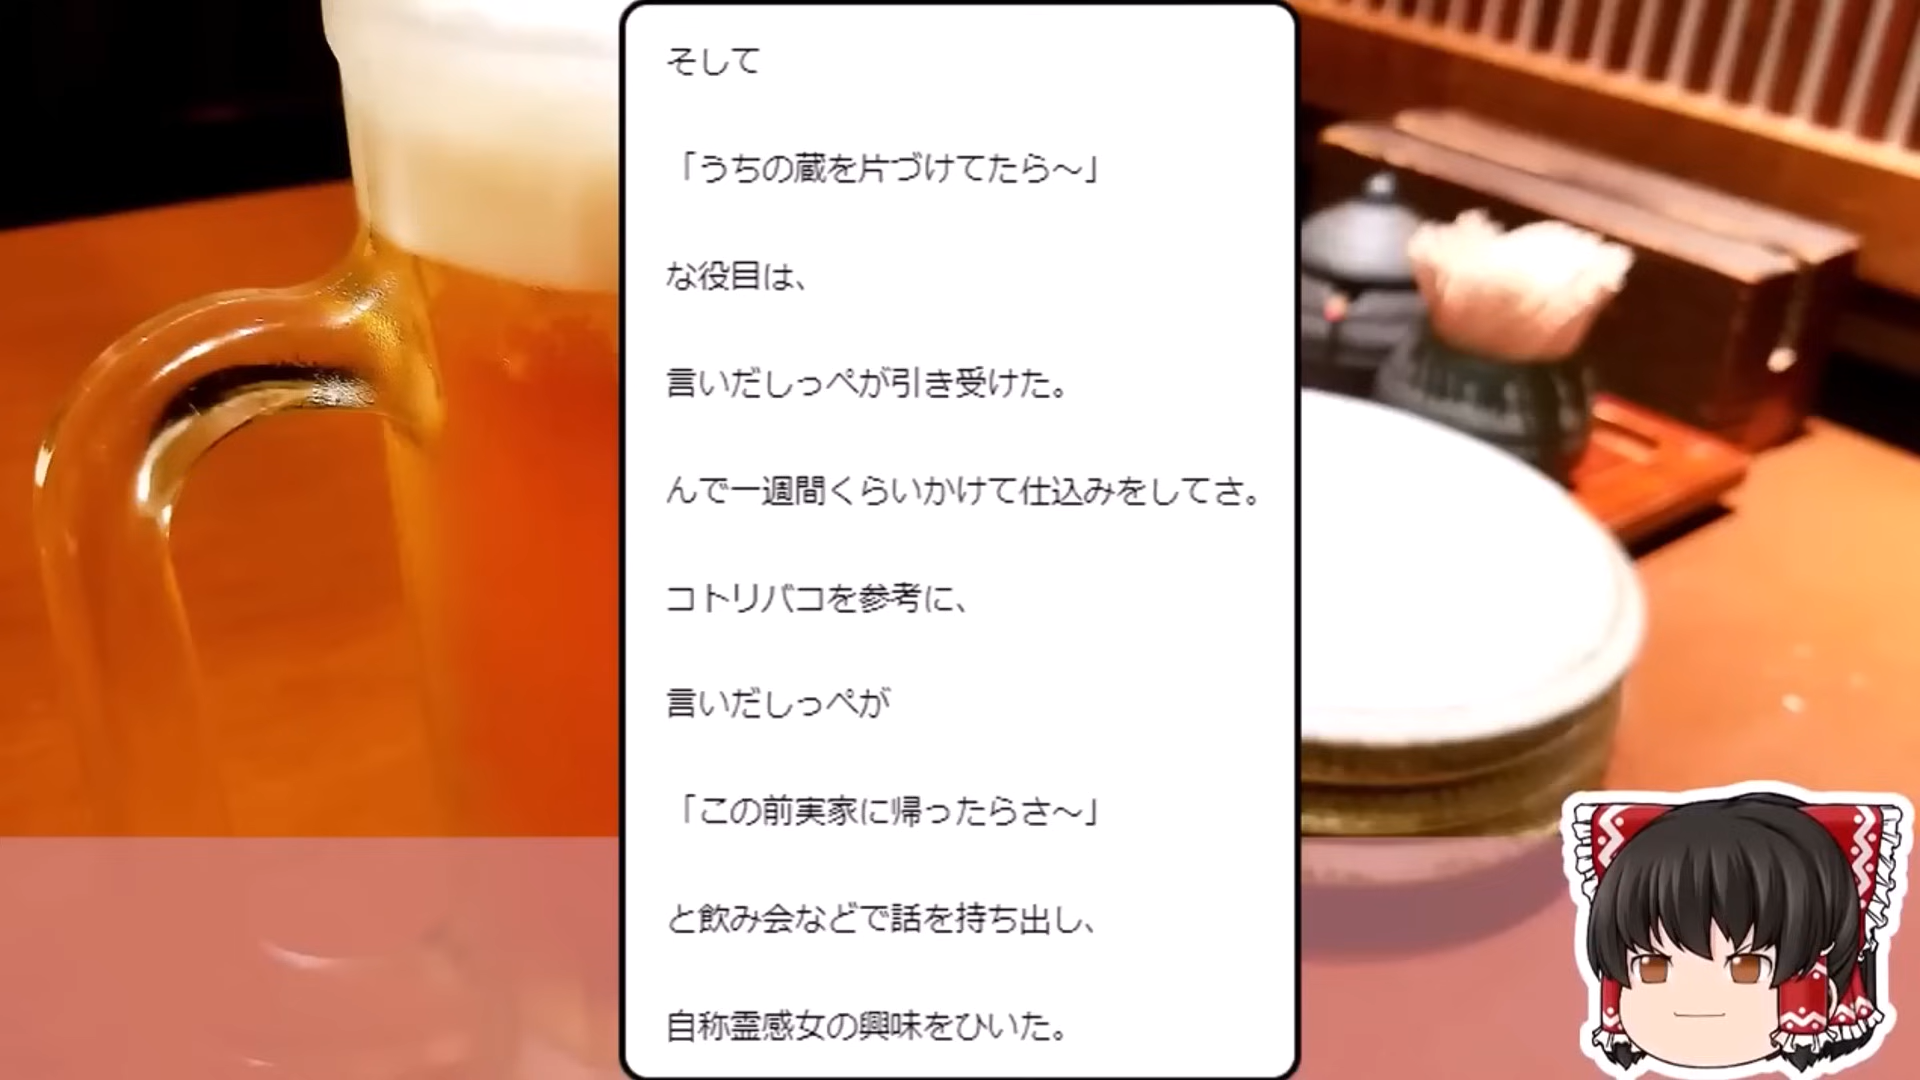 そして
「うちの蔵を片づけてたら～」
な役目は、
言いだしっぺが引き受けた。
んで一週間くらいかけて仕込みをしてさ。
コトリバコを参考に、
言いだしっぺが
「この前実家に帰ったらさ～」
と飲み会などで話を持ち出し、
自称霊感女の興味をひいた。